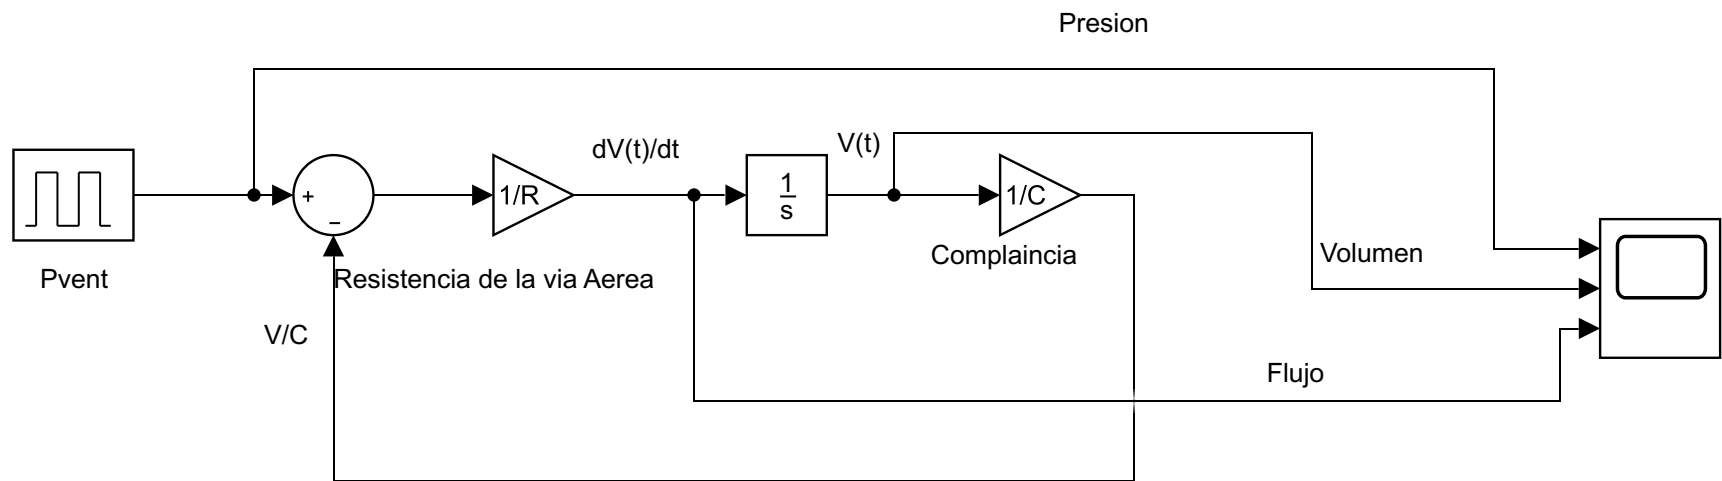 Presion
dV(t)/dt
V(t)
+
−
1/R
1
s
1/C
Complaincia
Volumen
Pvent
Resistencia de la via Aerea
V/C
Flujo